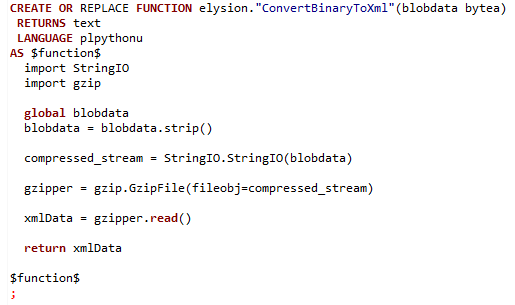 CREATE OR REPLACE FUNCTION elysion."ConvertBinaryToXml"(blobdata bytea)
 RETURNS text
 LANGUAGE plpythonu
AS $function$
  import StringIO
  import gzip

  global blobdata
  blobdata = blobdata.strip()

  compressed_stream = StringIO.StringIO(blobdata)

  gzipper = gzip.GzipFile(fileobj=compressed_stream)

  xmlData = gzipper.read()

  return xmlData

$function$
;